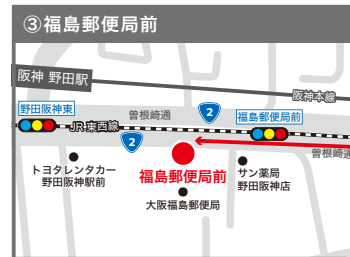 ③福島郵便局前
阪神 野田駅
阪神本線
野田阪神東
曽根崎通
2
福島郵便局前
JR 東西線
2
曽根崎通
トヨタレンタカー
野田阪神駅前
福島郵便局前
サン薬局
野田阪神店
大阪福島郵便局